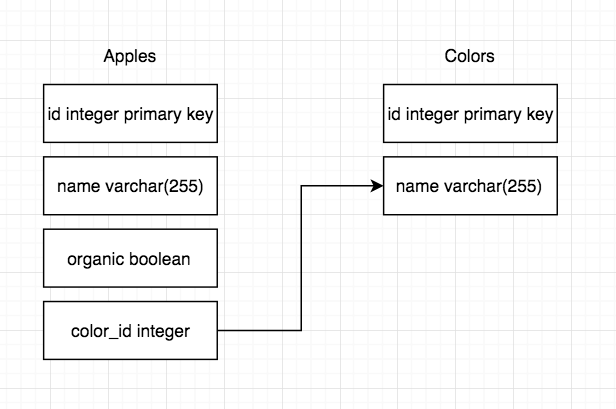 Apples
id integer primary key
name varchar(255)
organic boolean
color_id integer
Colors
id integer primary key
name varchar(255)